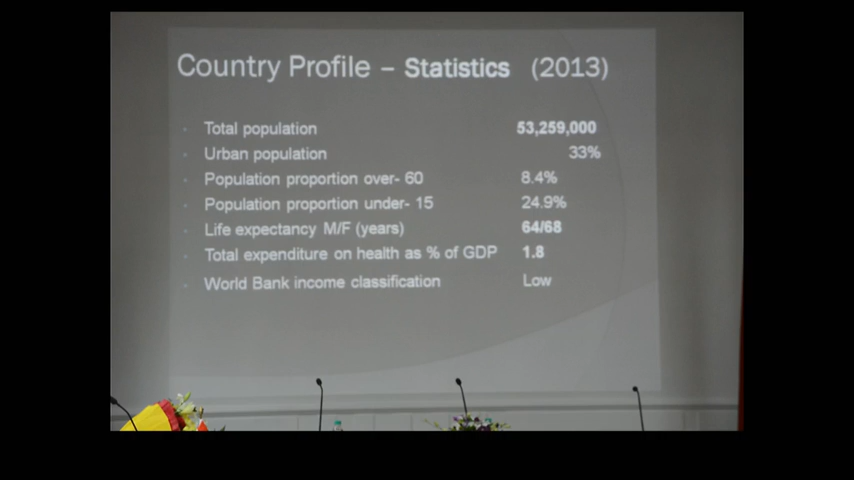 Country Profile – Statistics (2013)
Total population 53,259,000
Urban population 33%
Population proportion over- 60 8.4%
Population proportion under- 15 24.9%
Life expectancy M/F (years) 64/68
Total expenditure on health as % of GDP 1.8
World Bank income classification Low